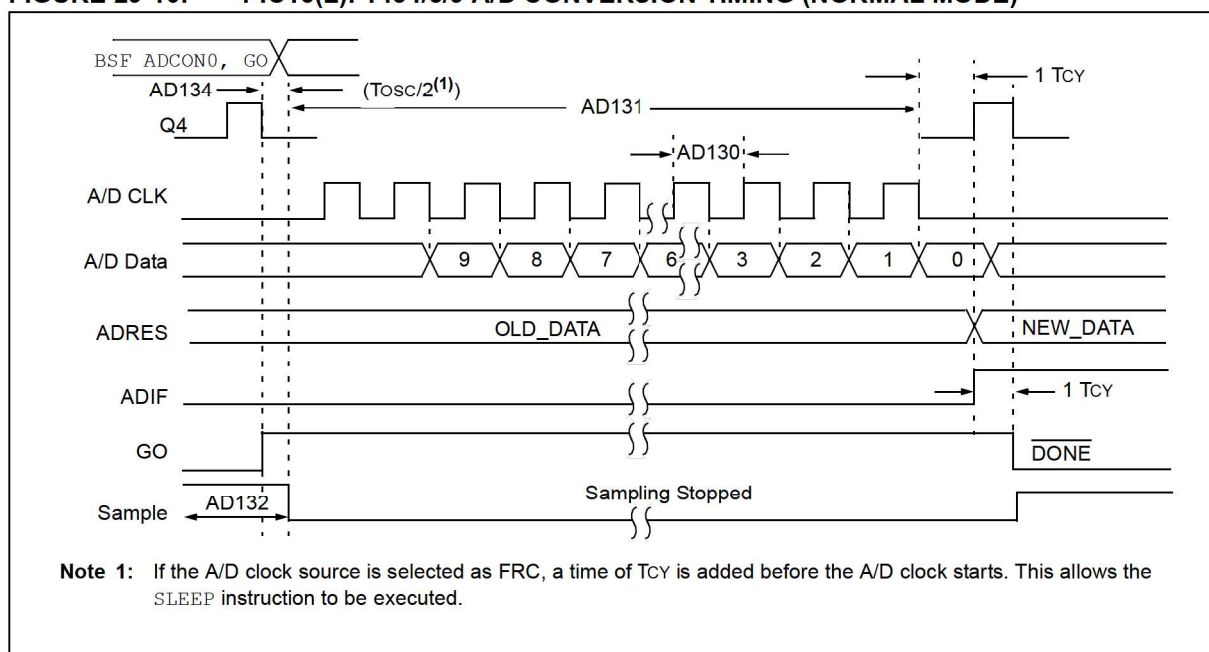 BSF ADCON0, GO
1 TCY
AD134
(TOSC/2(1))
AD131
Q4
AD130
A/D CLK
A/D Data
9 8 7 6 3 2 1 0
ADRES
OLD_DATA
NEW_DATA
ADIF
1 TCY
GO
DONE
Sample
AD132
Sampling Stopped
Note 1: If the A/D clock source is selected as FRC, a time of TCY is added before the A/D clock starts. This allows the
SLEEP instruction to be executed.